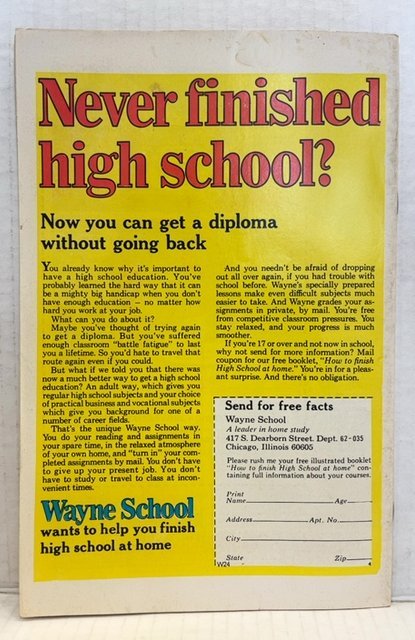 Never finished
high school?
Now you can get a diploma
without going back
You already know why it's important to
have a high school education. You've
probably learned the hard way that it can
be a mighty big handicap when you don't
have enough education – no matter how
hard you work at your job.
What can you do about it?
Maybe you've thought of trying again
to get a diploma. But you've suffered
enough classroom "battle fatigue" to last
you a lifetime. So you'd hate to travel that
route again even if you could.
But what if we told you that there was
now a much better way to get a high school
education? An adult way, which gives you
regular high school subjects and your choice
of practical business and vocational subjects
which give you background for one of a
number of career fields.
That's the unique Wayne School way.
You do your reading and assignments in
your spare time, in the relaxed atmosphere
of your own home, and "turn in" your com-
pleted assignments by mail. You don't have
to give up your present job. You don't
have to study or travel to class at incon-
venient times.
Wayne School
wants to help you finish
high school at home
And you needn't be afraid of dropping
out all over again, if you had trouble with
school before. Wayne's specially prepared
lessons make even difficult subjects much
easier to take. And Wayne grades your as-
signments in private, by mail. You're free
from competitive classroom pressures. You
stay relaxed, and your progress is much
smoother.
If you're 17 or over and not now in school,
why not send for more information? Mail
coupon for our free booklet, "How to finish
High School at home." You're in for a pleas-
ant surprise. And there's no obligation.
Send for free facts
Wayne School
A leader in home study
417 S. Dearborn Street. Dept. 62-035
Chicago, Illinois 60605
Please rush me your free illustrated booklet
"How to finish High School at home" con-
taining full information about your courses.
Print
Name Age
Address Apt. No.
City
State Zip
W24 4